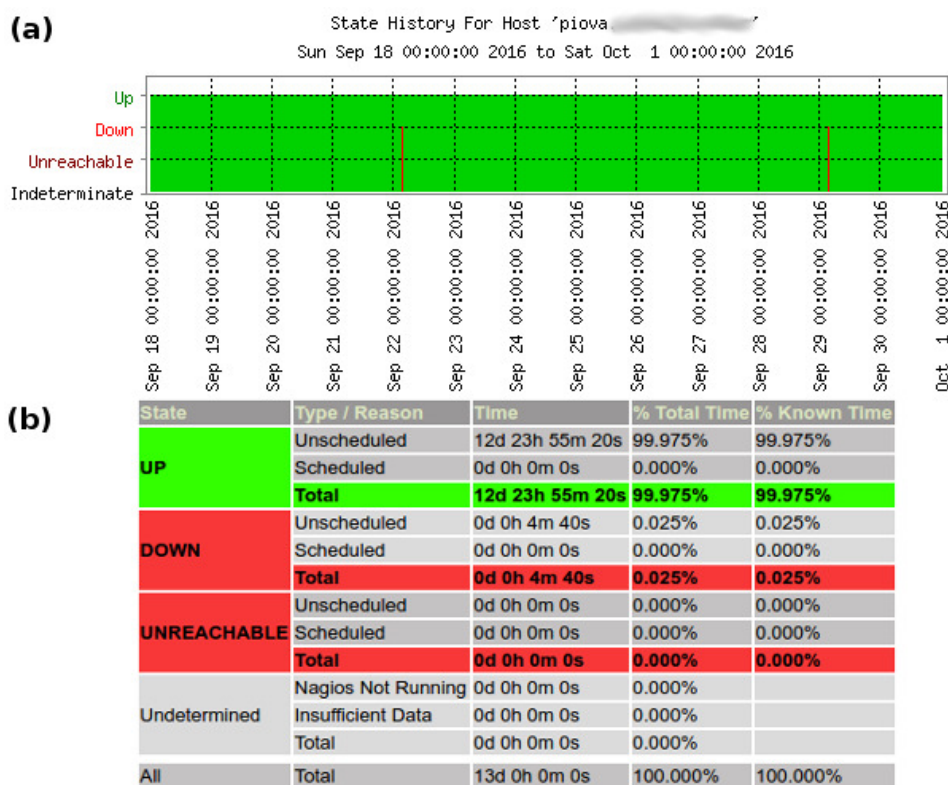 (a)
State History For Host 'piova
Sun Sep 18 00:00:00 2016 to Sat Oct 1 00:00:00 2016
Up
Down
Unreachable
Indeterminate
Sep 18 00:00:00 2016
Sep 19 00:00:00 2016
Sep 20 00:00:00 2016
Sep 21 00:00:00 2016
Sep 22 00:00:00 2016
Sep 23 00:00:00 2016
Sep 24 00:00:00 2016
Sep 25 00:00:00 2016
Sep 26 00:00:00 2016
Sep 27 00:00:00 2016
Sep 28 00:00:00 2016
Sep 29 00:00:00 2016
Sep 30 00:00:00 2016
Oct 1 00:00:00 2016
(b)
State Type / Reason Time % Total Time % Known Time
UP
Unscheduled 12d 23h 55m 20s 99.975% 99.975%
Scheduled 0d 0h 0m 0s 0.000% 0.000%
Total 12d 23h 55m 20s 99.975% 99.975%
DOWN
Unscheduled 0d 0h 4m 40s 0.025% 0.025%
Scheduled 0d 0h 0m 0s 0.000% 0.000%
Total 0d 0h 4m 40s 0.025% 0.025%
UNREACHABLE
Unscheduled 0d 0h 0m 0s 0.000% 0.000%
Scheduled 0d 0h 0m 0s 0.000% 0.000%
Total 0d 0h 0m 0s 0.000% 0.000%
Undetermined
Nagios Not Running 0d 0h 0m 0s 0.000%
Insufficient Data 0d 0h 0m 0s 0.000%
Total 0d 0h 0m 0s 0.000%
All Total 13d 0h 0m 0s 100.000% 100.000%